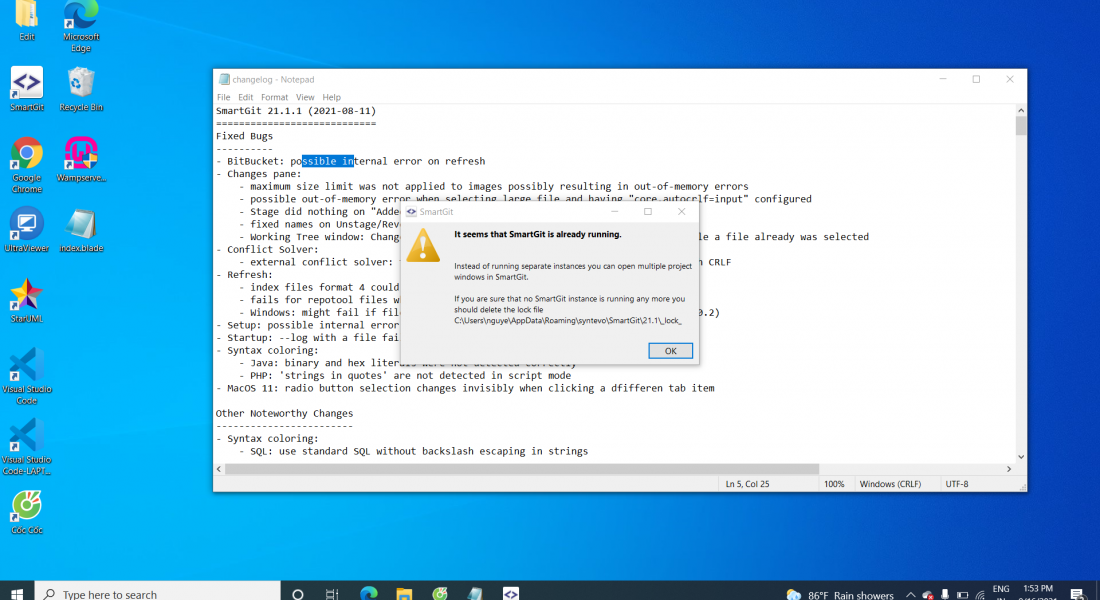 Edit
Microsoft
Edge
SmartGit
Recycle Bin
Google
Chrome
Wampserve...
UltraViewer
index.blade
StarUML
Visual Studio
Code
Visual Studio
Code-LAPT...
Cốc Cốc
changelog - Notepad
File Edit Format View Help
SmartGit 21.1.1 (2021-08-11)
===========================
Fixed Bugs
----------
- BitBucket: possible internal error on refresh
- Changes pane:
- maximum size limit was not applied to images possibly resulting in out-of-memory errors
- possible out-of-memory error when selecting large file and having "core.autocrlf=input" configured
- Stage did nothing on "Adde
- fixed names on Unstage/Rev
- Working Tree window: Chang le a file already was selected
- Conflict Solver:
- external conflict solver: n CRLF
- Refresh:
- index files format 4 could
- fails for repotool files w
- Windows: might fail if fil 0.2)
- Setup: possible internal error
- Startup: --log with a file fai
- Syntax coloring:
- Java: binary and hex literals were not detected correctly
- PHP: 'strings in quotes' are not detected in script mode
- MacOS 11: radio button selection changes invisibly when clicking a dfifferen tab item
Other Noteworthy Changes
------------------------
- Syntax coloring:
- SQL: use standard SQL without backslash escaping in strings
Ln 5, Col 25 100% Windows (CRLF) UTF-8
SmartGit
It seems that SmartGit is already running.
Instead of running separate instances you can open multiple project
windows in SmartGit.
If you are sure that no SmartGit instance is running any more you
should delete the lock file
C:\Users\nguye\AppData\Roaming\syntevo\SmartGit\21.1\_lock_
OK
Type here to search
86°F Rain showers
ENG
1:53 PM